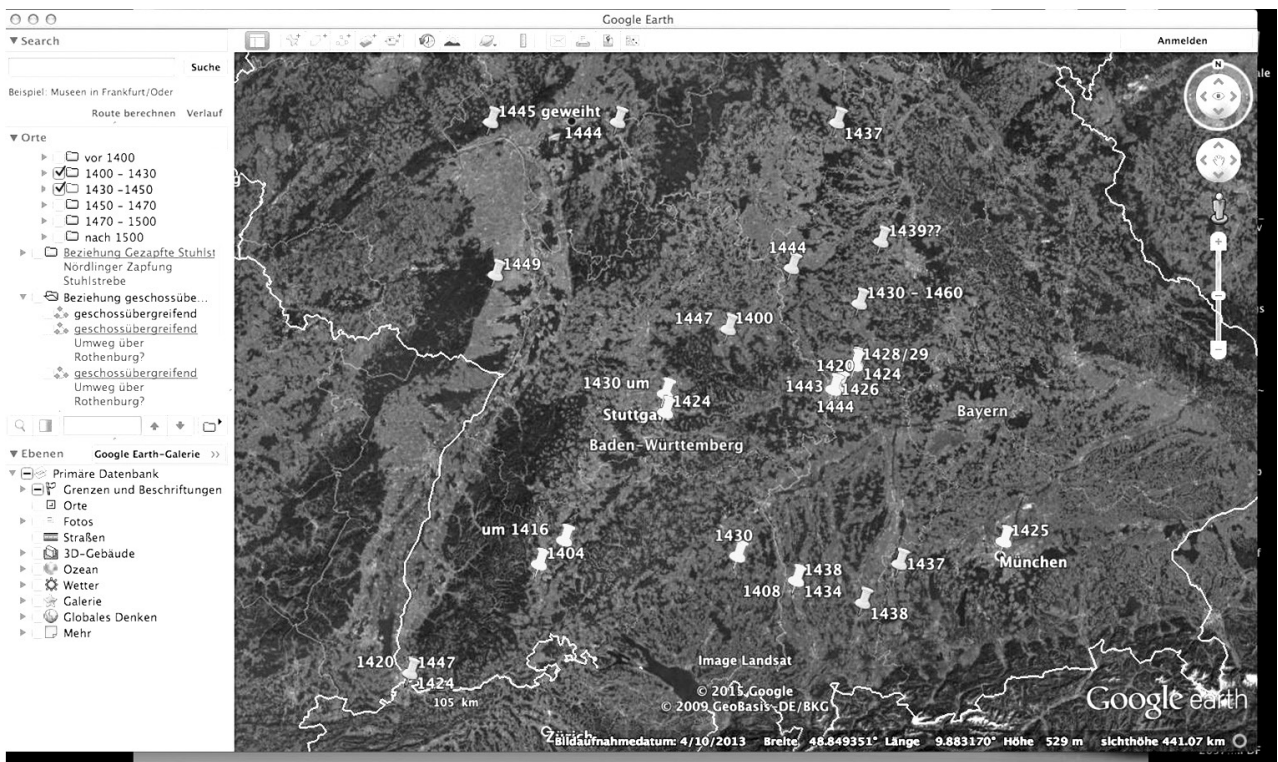 Google Earth
Search
Suche
Beispiel: Museen in Frankfurt/Oder
Route berechnen Verlauf
Orte
vor 1400
1400 – 1430
1430 –1450
1450 – 1470
1470 – 1500
nach 1500
Beziehung Gezapfte Stuhlst
Nördlinger Zapfung
Stuhlstrebe
Beziehung geschossübe...
geschossübergreifend
geschossübergreifend
Umweg über
Rothenburg?
geschossübergreifend
Umweg über
Rothenburg?
Ebenen Google Earth-Galerie >>
Primäre Datenbank
Grenzen und Beschriftungen
Orte
Fotos
Straßen
3D-Gebäude
Ozean
Wetter
Galerie
Globales Denken
Mehr
Anmelden
N
1445 geweiht
1444
1437
1439??
1444
1449
1430 – 1460
1447 1400
1428/29
1420
1424
1430 um
1443
1426
1424
1444
Stuttga
Bayern
Baden-Württemberg
um 1416
1404
1430
1425
München
1437
1438
1408
1434
1438
1420
1447
1424
105 km
Image Landsat
© 2015 Google
© 2009 GeoBasis-DE/BKG
Google earth
Zürich
Bildaufnahmedatum: 4/10/2013 Breite 48.849351° Länge 9.883170° Höhe 529 m sichthöhe 441.07 km